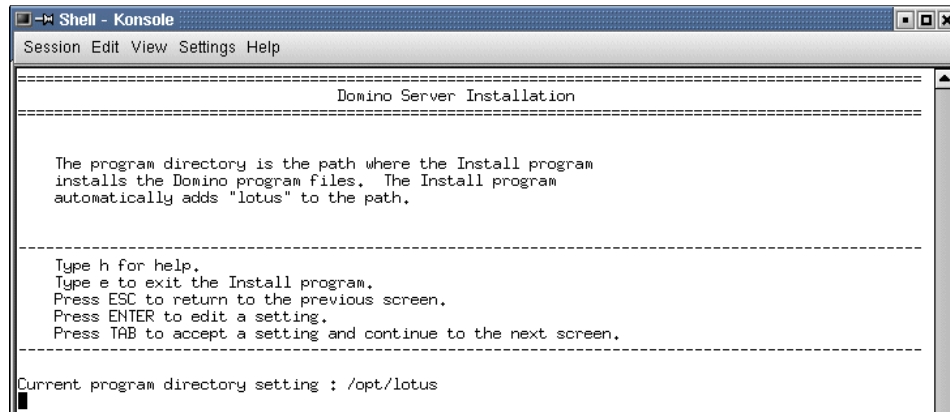 Shell - Konsole
Session Edit View Settings Help
==========================================================================================
Domino Server Installation
==========================================================================================
The program directory is the path where the Install program
installs the Domino program files. The Install program
automatically adds "lotus" to the path.
------------------------------------------------------------------------------------------
Type h for help.
Type e to exit the Install program.
Press ESC to return to the previous screen.
Press ENTER to edit a setting.
Press TAB to accept a setting and continue to the next screen.
------------------------------------------------------------------------------------------
Current program directory setting : /opt/lotus